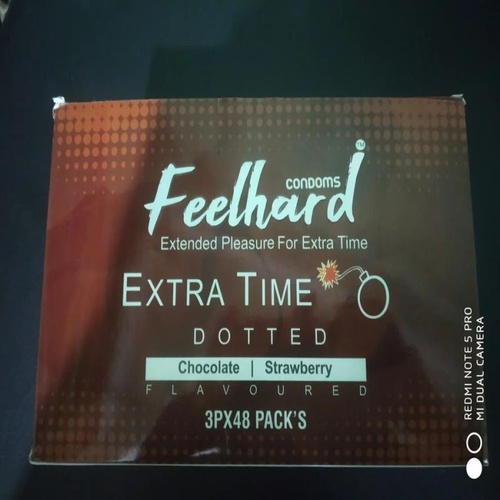 CONDOMS
Feelhard
TM
Extended Pleasure For Extra Time
EXTRA TIME
DOTTED
Chocolate | Strawberry
FLAVOURED
3PX48 PACK'S
REDMI NOTE 5 PRO
MI DUAL CAMERA